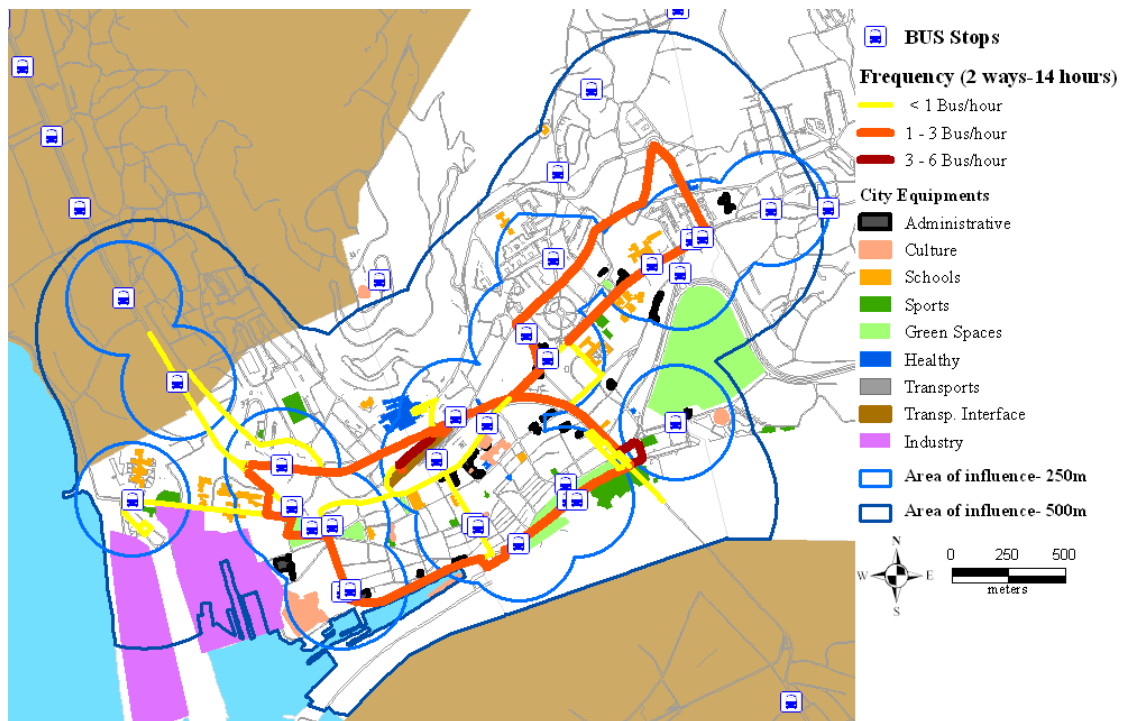 BUS Stops
Frequency (2 ways-14 hours)
< 1 Bus/hour
1 - 3 Bus/hour
3 - 6 Bus/hour
City Equipments
Administrative
Culture
Schools
Sports
Green Spaces
Healthy
Transports
Transp. Interface
Industry
Area of influence- 250m
Area of influence- 500m
N
W E
S
0 250 500
meters